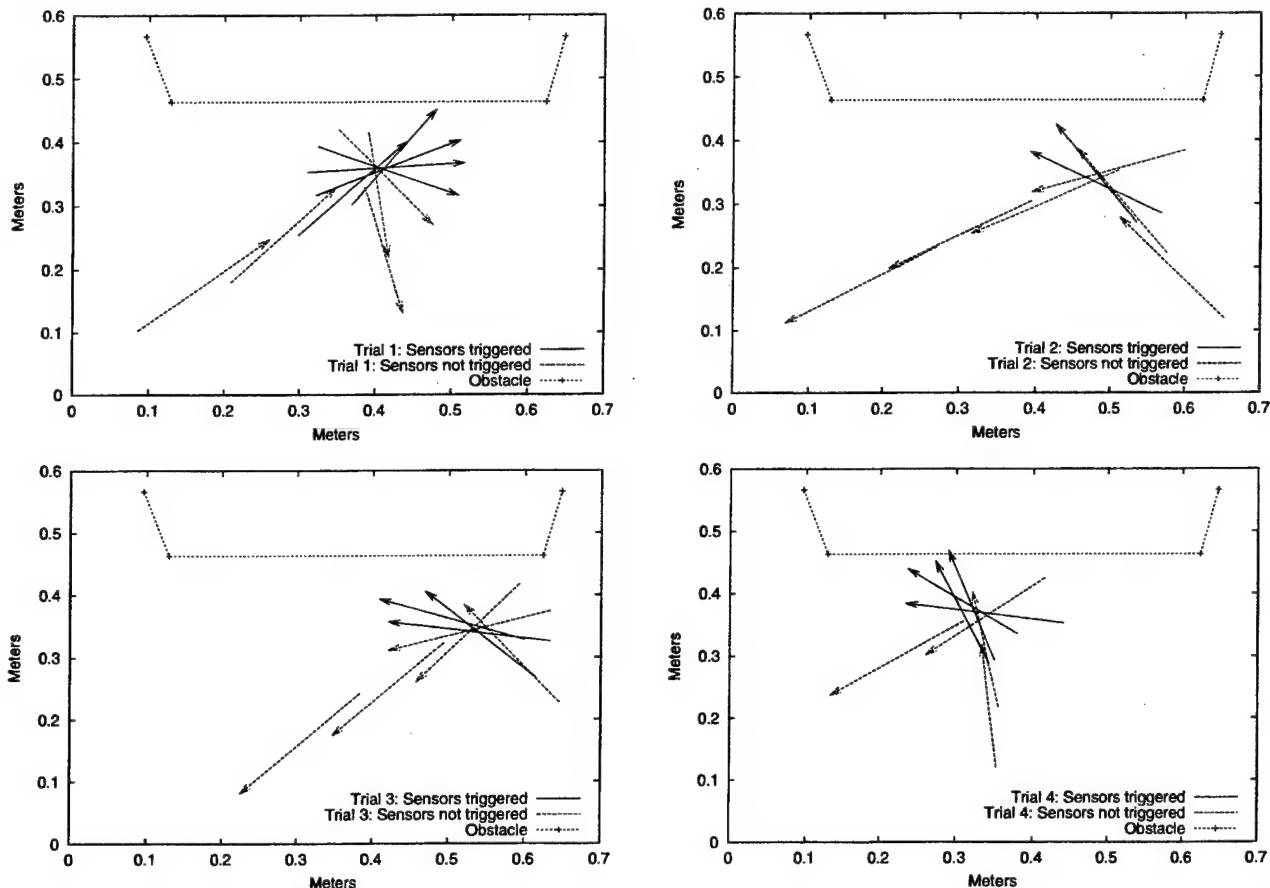 0.6
0.5
0.4
0.3
0.2
0.1
0
Meters
Trial 1: Sensors triggered
Trial 1: Sensors not triggered
Obstacle
0 0.1 0.2 0.3 0.4 0.5 0.6 0.7
Meters
0.6
0.5
0.4
0.3
0.2
0.1
0
Meters
Trial 2: Sensors triggered
Trial 2: Sensors not triggered
Obstacle
0 0.1 0.2 0.3 0.4 0.5 0.6 0.7
Meters
0.6
0.5
0.4
0.3
0.2
0.1
0
Meters
Trial 3: Sensors triggered
Trial 3: Sensors not triggered
Obstacle
0 0.1 0.2 0.3 0.4 0.5 0.6 0.7
Meters
0.6
0.5
0.4
0.3
0.2
0.1
0
Meters
Trial 4: Sensors triggered
Trial 4: Sensors not triggered
Obstacle
0 0.1 0.2 0.3 0.4 0.5 0.6 0.7
Meters